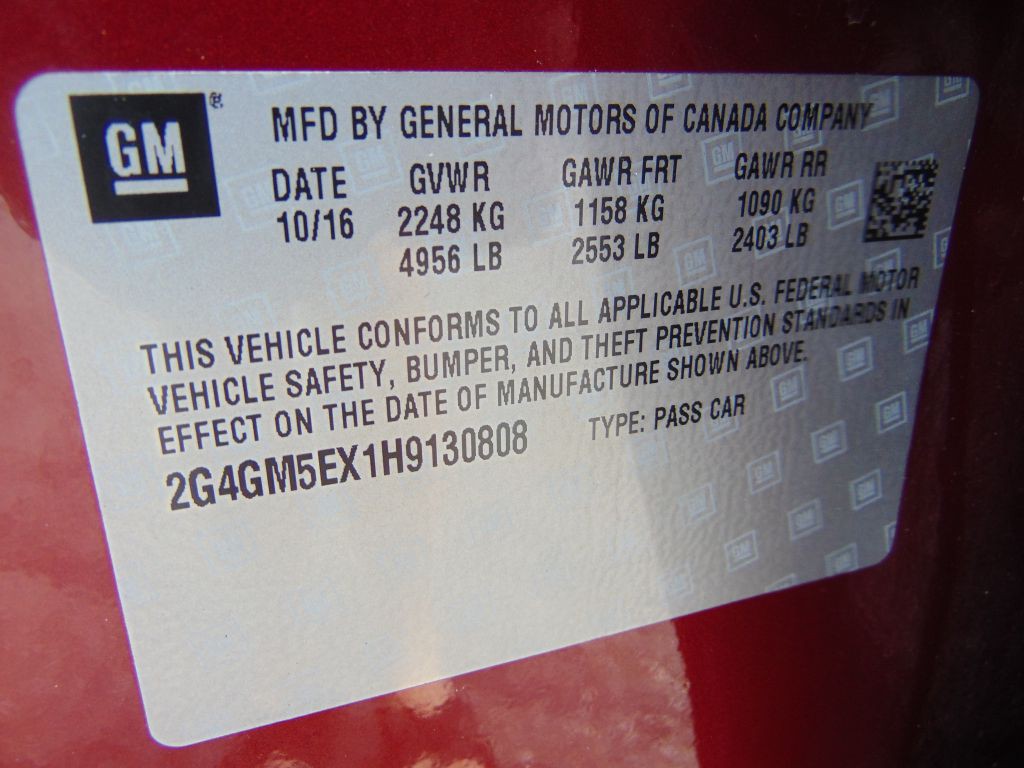 GM®
MFD BY GENERAL MOTORS OF CANADA COMPANY
DATE GVWR GAWR FRT GAWR RR
10/16 2248 KG 1158 KG 1090 KG
4956 LB 2553 LB 2403 LB
THIS VEHICLE CONFORMS TO ALL APPLICABLE U.S. FEDERAL MOTOR
VEHICLE SAFETY, BUMPER, AND THEFT PREVENTION STANDARDS IN
EFFECT ON THE DATE OF MANUFACTURE SHOWN ABOVE.
2G4GM5EX1H9130808 TYPE: PASS CAR